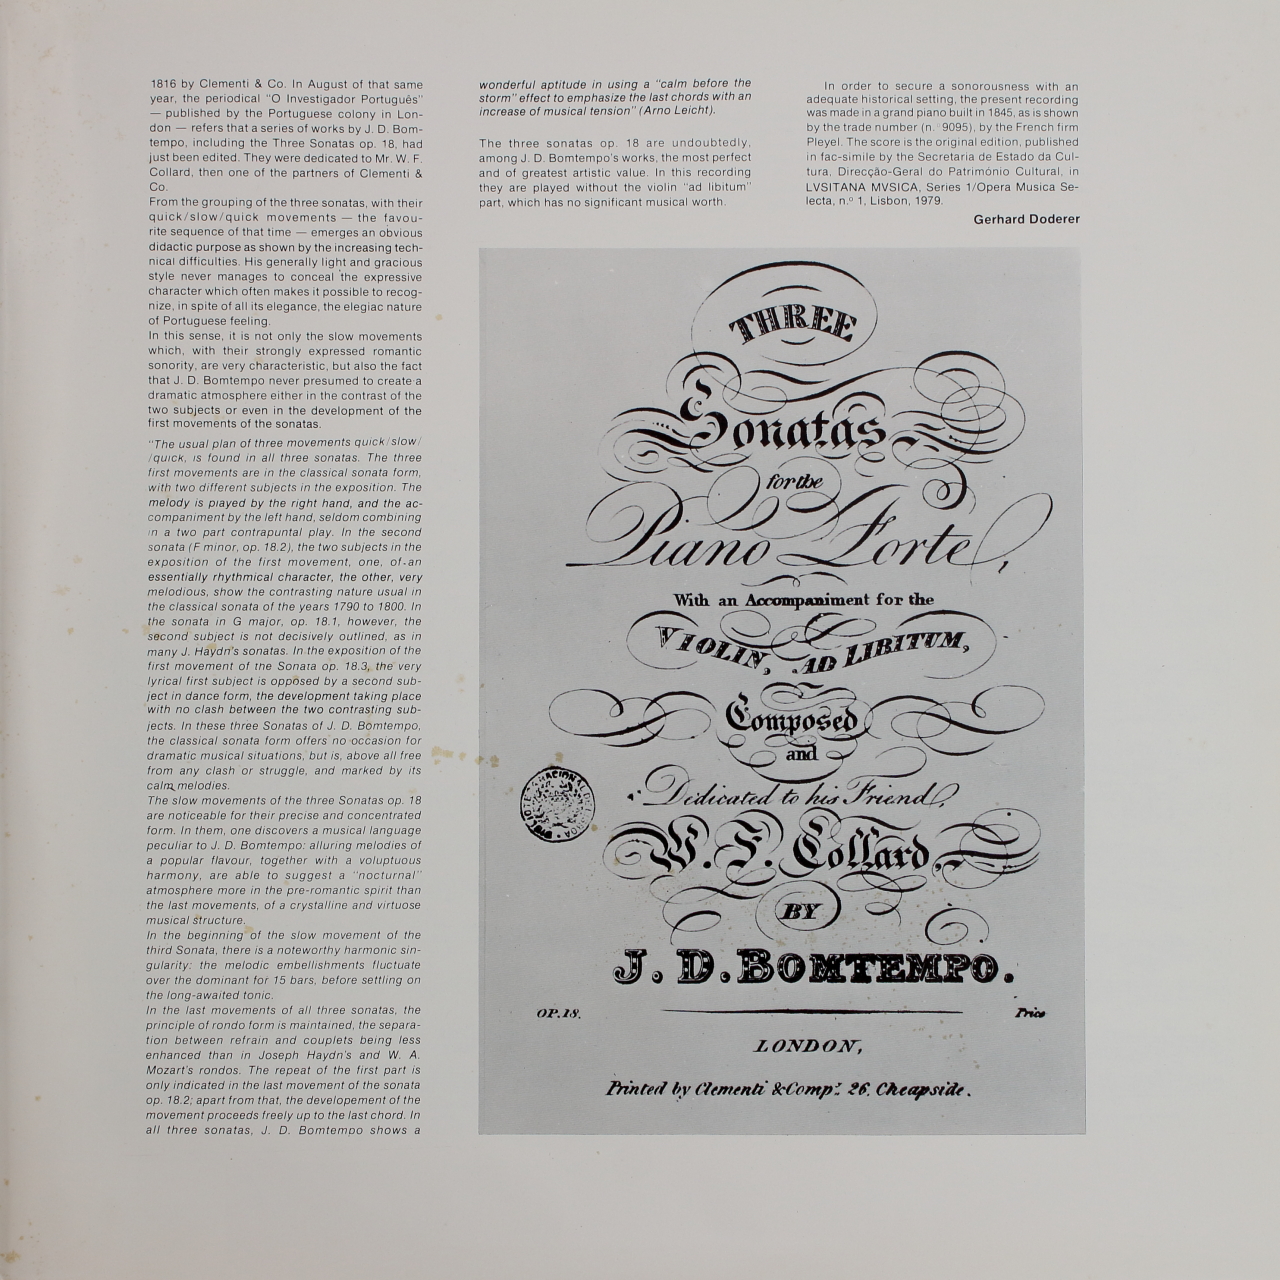 1816 by Clementi & Co. In August of that same
year, the periodical "O Investigador Português"
— published by the Portuguese colony in Lon-
don — refers that a series of works by J. D. Bom-
tempo, including the Three Sonatas op. 18, had
just been edited. They were dedicated to Mr. W. F.
Collard, then one of the partners of Clementi &
Co.
From the grouping of the three sonatas, with their
quick/slow/quick movements — the favou-
rite sequence of that time — emerges an obvious
didactic purpose as shown by the increasing tech-
nical difficulties. His generally light and gracious
style never manages to conceal the expressive
character which often makes it possible to recog-
nize, in spite of all its elegance, the elegiac nature
of Portuguese feeling.
In this sense, it is not only the slow movements
which, with their strongly expressed romantic
sonority, are very characteristic, but also the fact
that J. D. Bomtempo never presumed to create a
dramatic atmosphere either in the contrast of the
two subjects or even in the development of the
first movements of the sonatas.
"The usual plan of three movements quick/slow/
/quick, is found in all three sonatas. The three
first movements are in the classical sonata form,
with two different subjects in the exposition. The
melody is played by the right hand, and the ac-
companiment by the left hand, seldom combining
in a two part contrapuntal play. In the second
sonata (F minor, op. 18.2), the two subjects in the
exposition of the first movement, one, of an
essentially rhythmical character, the other, very
melodious, show the contrasting nature usual in
the classical sonata of the years 1790 to 1800. In
the sonata in G major, op. 18.1, however, the
second subject is not decisively outlined, as in
many J. Haydn's sonatas. In the exposition of the
first movement of the Sonata op. 18.3, the very
lyrical first subject is opposed by a second sub-
ject in dance form, the development taking place
with no clash between the two contrasting sub-
jects. In these three Sonatas of J. D. Bomtempo,
the classical sonata form offers no occasion for
dramatic musical situations, but is, above all free
from any clash or struggle, and marked by its
calm melodies.
The slow movements of the three Sonatas op. 18
are noticeable for their precise and concentrated
form. In them, one discovers a musical language
peculiar to J. D. Bomtempo: alluring melodies of
a popular flavour, together with a voluptuous
harmony, are able to suggest a "nocturnal"
atmosphere more in the pre-romantic spirit than
the last movements, of a crystalline and virtuose
musical structure.
In the beginning of the slow movement of the
third Sonata, there is a noteworthy harmonic sin-
gularity: the melodic embellishments fluctuate
over the dominant for 15 bars, before settling on
the long-awaited tonic.
In the last movements of all three sonatas, the
principle of rondo form is maintained, the separa-
tion between refrain and couplets being less
enhanced than in Joseph Haydn's and W. A.
Mozart's rondos. The repeat of the first part is
only indicated in the last movement of the sonata
op. 18.2; apart from that, the developement of the
movement proceeds freely up to the last chord. In
all three sonatas, J. D. Bomtempo shows a
wonderful aptitude in using a "calm before the
storm" effect to emphasize the last chords with an
increase of musical tension" (Arno Leicht).
The three sonatas op. 18 are undoubtedly,
among J. D. Bomtempo's works, the most perfect
and of greatest artistic value. In this recording
they are played without the violin "ad libitum"
part, which has no significant musical worth.
In order to secure a sonorousness with an
adequate historical setting, the present recording
was made in a grand piano built in 1845, as is shown
by the trade number (n.º 9095), by the French firm
Pleyel. The score is the original edition, published
in fac-simile by the Secretaria de Estado da Cul-
tura, Direcção-Geral do Património Cultural, in
LVSITANA MVSICA, Series 1/Opera Musica Se-
lecta, n.º 1, Lisbon, 1979.
Gerhard Doderer
THREE
Sonatas
for the
Piano Forte,
With an Accompaniment for the
VIOLIN, AD LIBITUM,
Composed
and
Dedicated to his Friend,
W. F. Collard,
BY
J. D. BOMTEMPO.
OP. 18. Price
LONDON,
Printed by Clementi & Compy. 26, Cheapside.